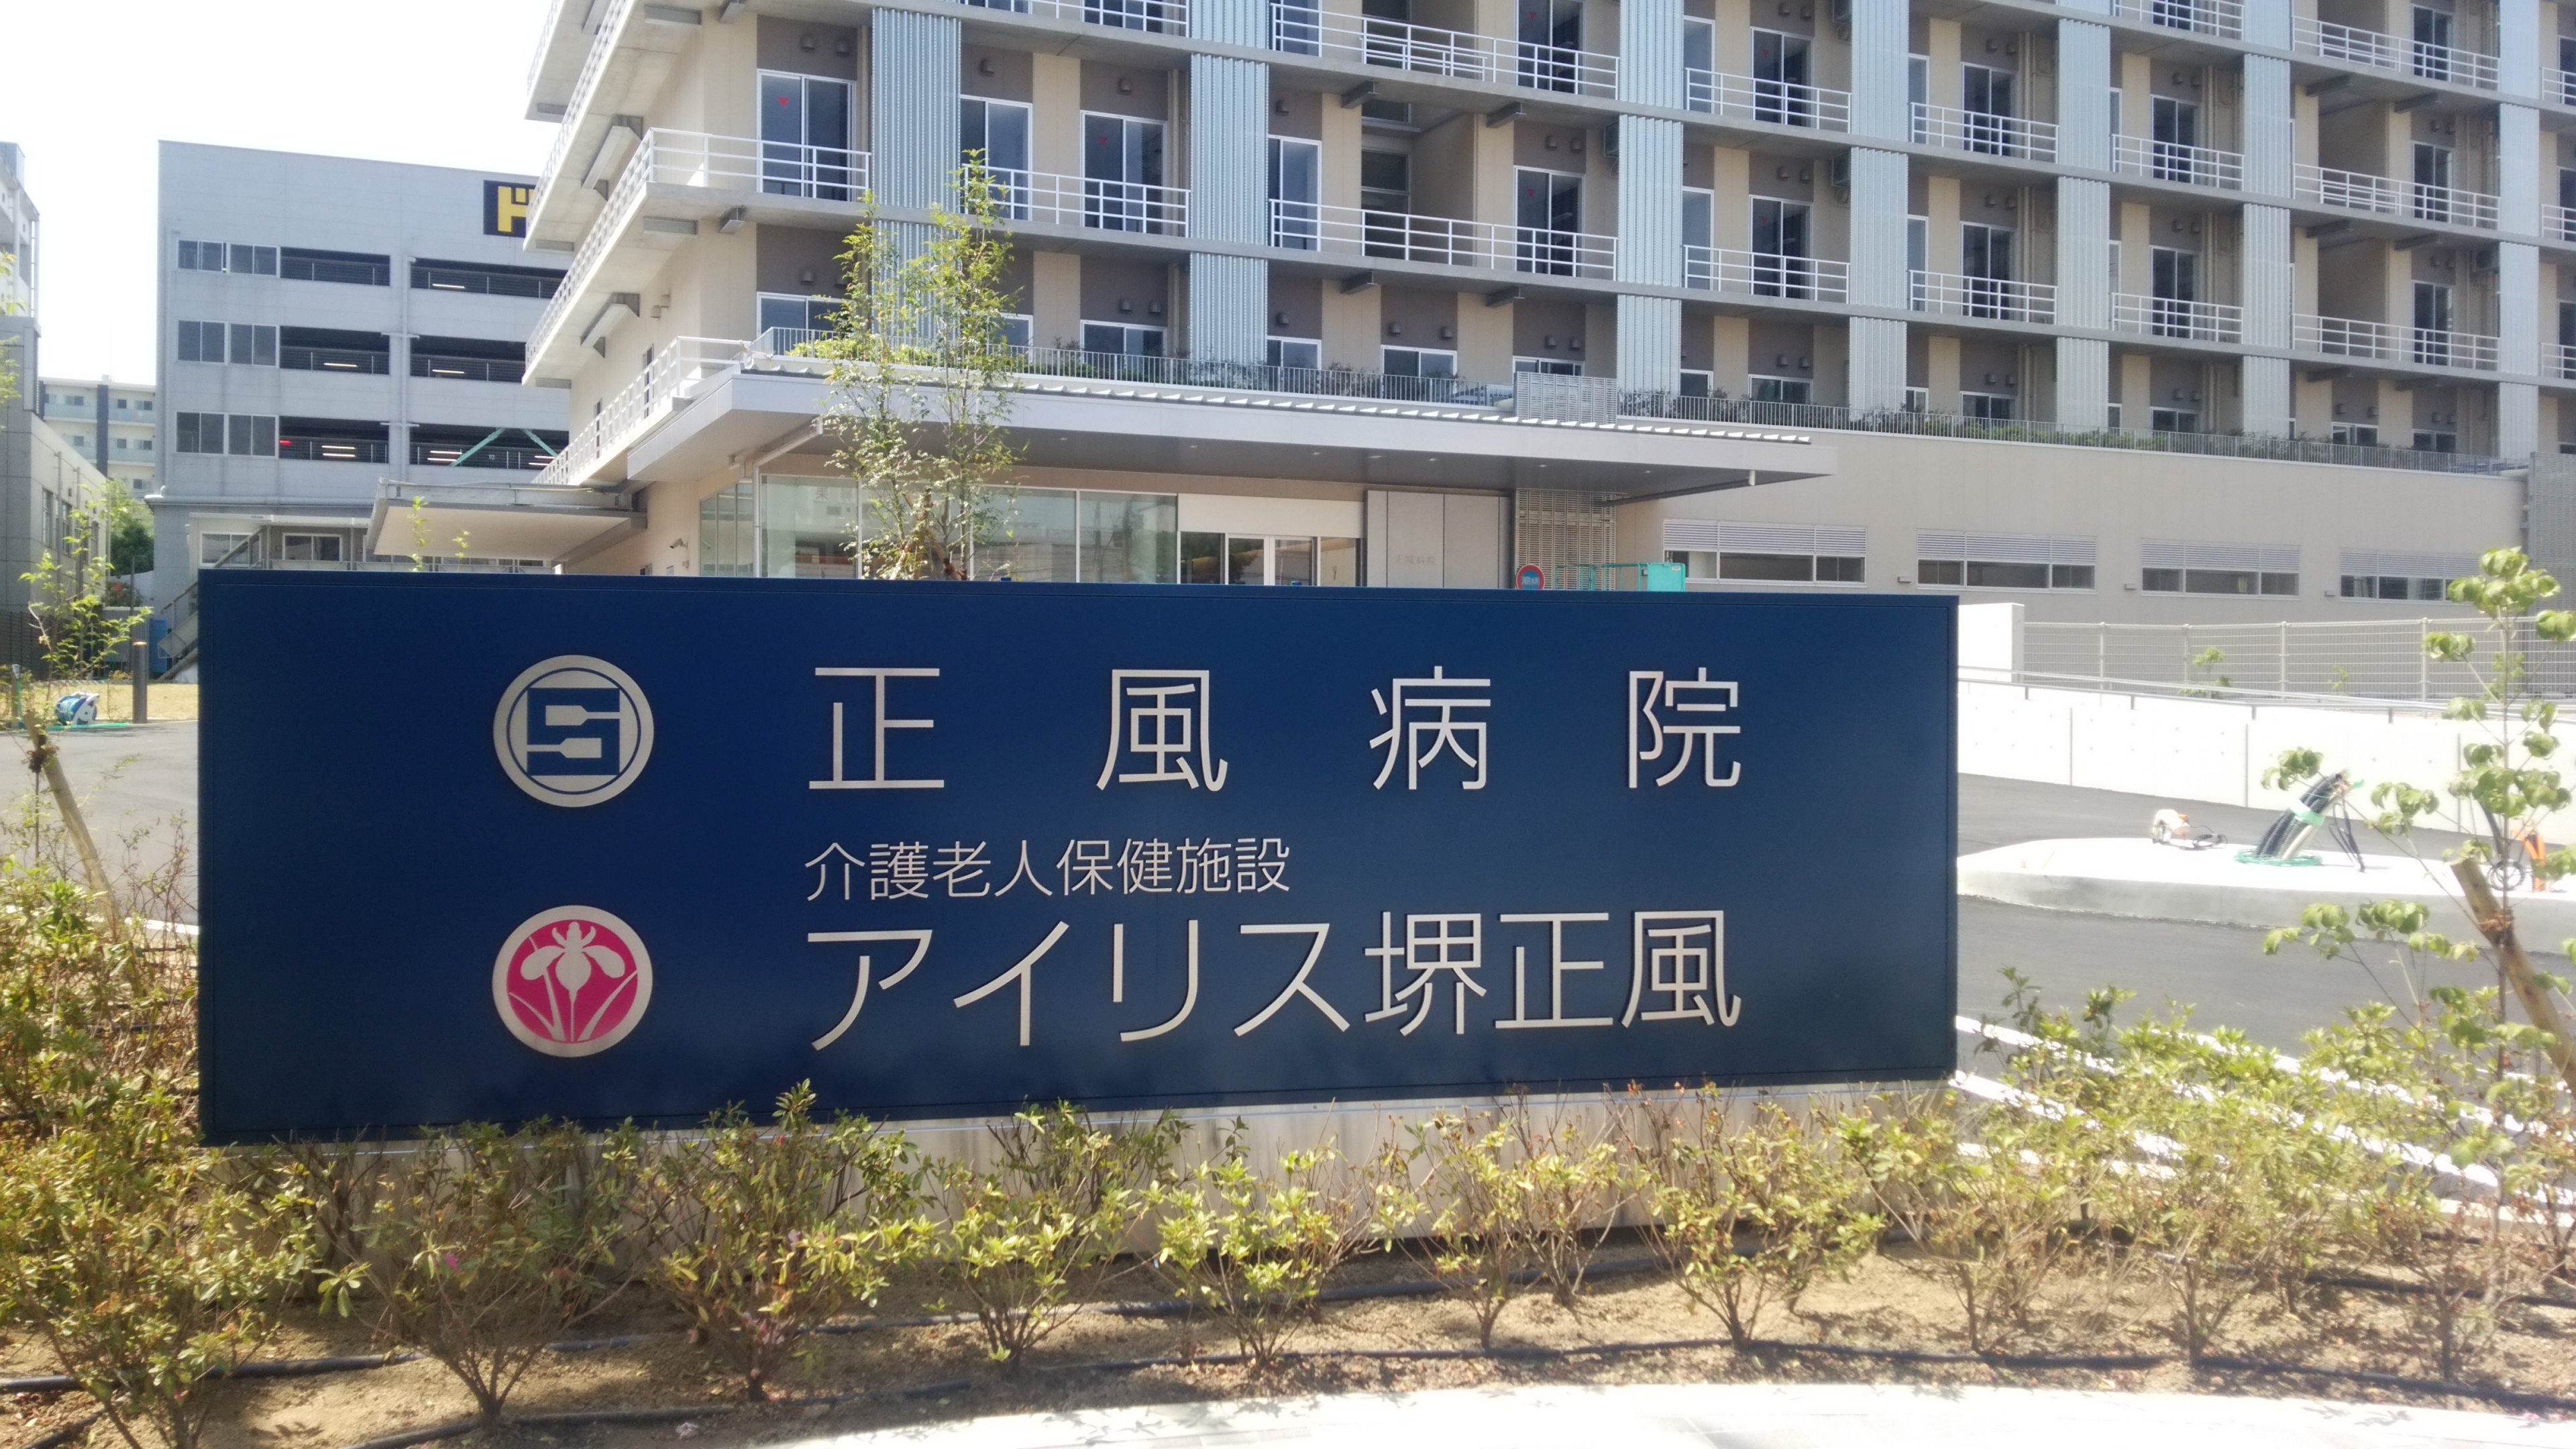 正風病院
介護老人保健施設
アイリス堺正風